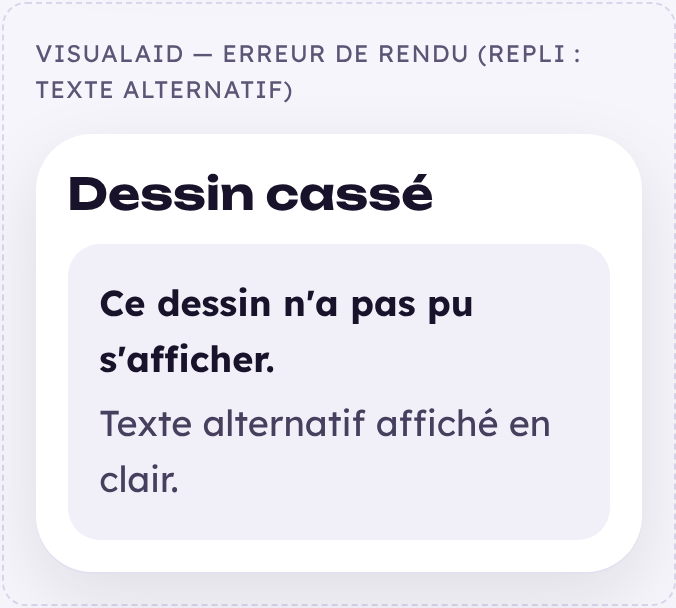 VISUALAID — ERREUR DE RENDU (REPLI :
TEXTE ALTERNATIF)
Dessin cassé
Ce dessin n'a pas pu
s'afficher.
Texte alternatif affiché en
clair.